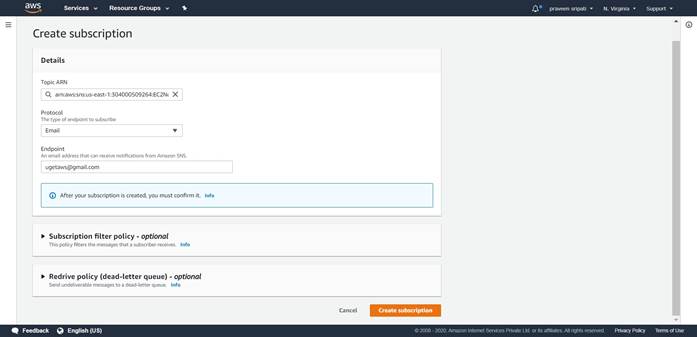 aws
Services
Resource Groups
praveen sripati
N. Virginia
Support
Create subscription
Details
Topic ARN
arn:aws:sns:us-east-1:304000509264:EC2No
Protocol
The type of endpoint to subscribe
Email
Endpoint
An email address that can receive notifications from Amazon SNS.
ugetaws@gmail.com
After your subscription is created, you must confirm it. Info
Subscription filter policy - optional
This policy filters the messages that a subscriber receives. Info
Redrive policy (dead-letter queue) - optional
Send undeliverable messages to a dead-letter queue. Info
Cancel
Create subscription
Feedback
English (US)
© 2008 - 2020, Amazon Internet Services Private Ltd. or its affiliates. All rights reserved.
Privacy Policy
Terms of Use